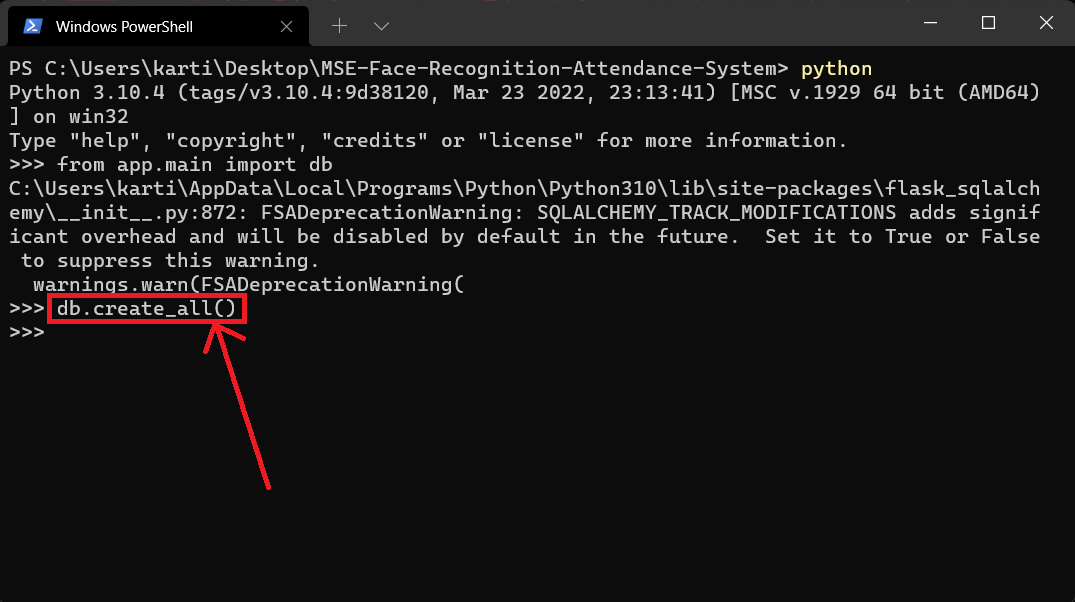 Windows PowerShell
PS C:\Users\karti\Desktop\MSE-Face-Recognition-Attendance-System> python
Python 3.10.4 (tags/v3.10.4:9d38120, Mar 23 2022, 23:13:41) [MSC v.1929 64 bit (AMD64)
] on win32
Type "help", "copyright", "credits" or "license" for more information.
>>> from app.main import db
C:\Users\karti\AppData\Local\Programs\Python\Python310\lib\site-packages\flask_sqlalch
emy\__init__.py:872: FSADeprecationWarning: SQLALCHEMY_TRACK_MODIFICATIONS adds signif
icant overhead and will be disabled by default in the future.  Set it to True or False
 to suppress this warning.
  warnings.warn(FSADeprecationWarning(
>>> db.create_all()
>>>